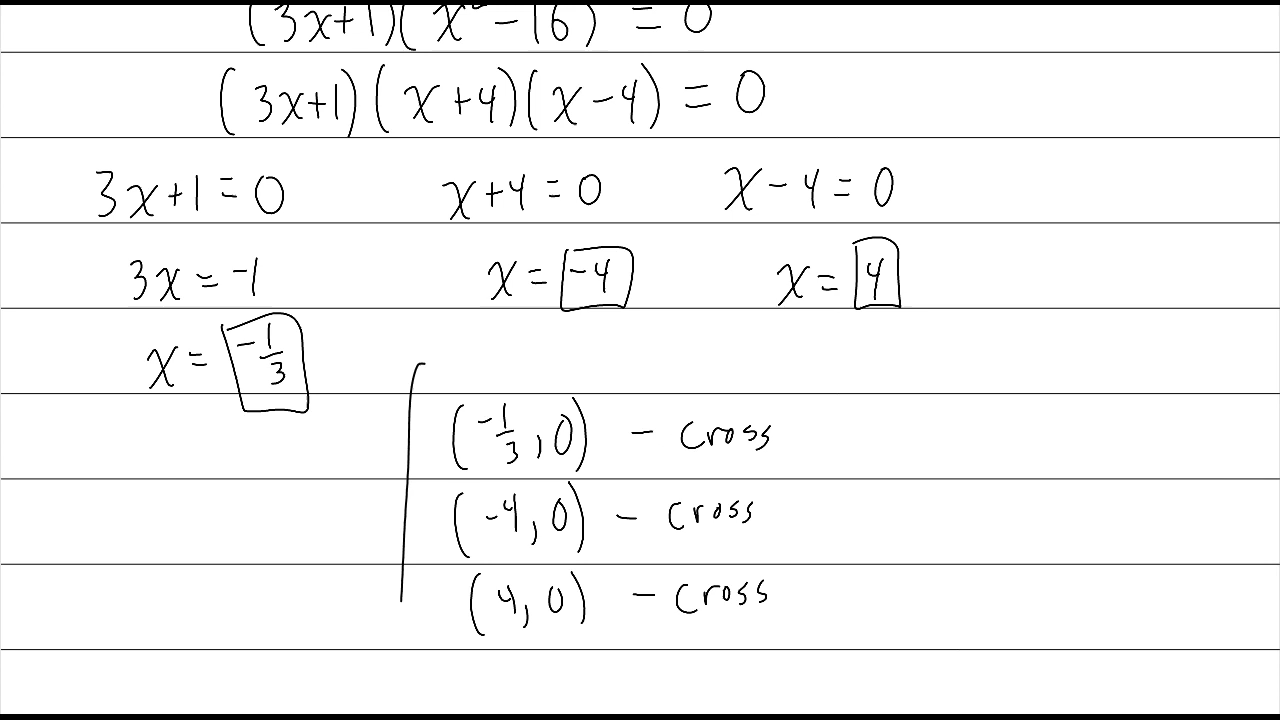 (3x+1)(x²-16) = 0
(3x+1)(x+4)(x-4) = 0
3x+1=0 x+4=0 x-4=0
3x=-1 x=-4 x=4
x=-1/3
(-1/3, 0) - cross
(-4, 0) - cross
(4, 0) - cross